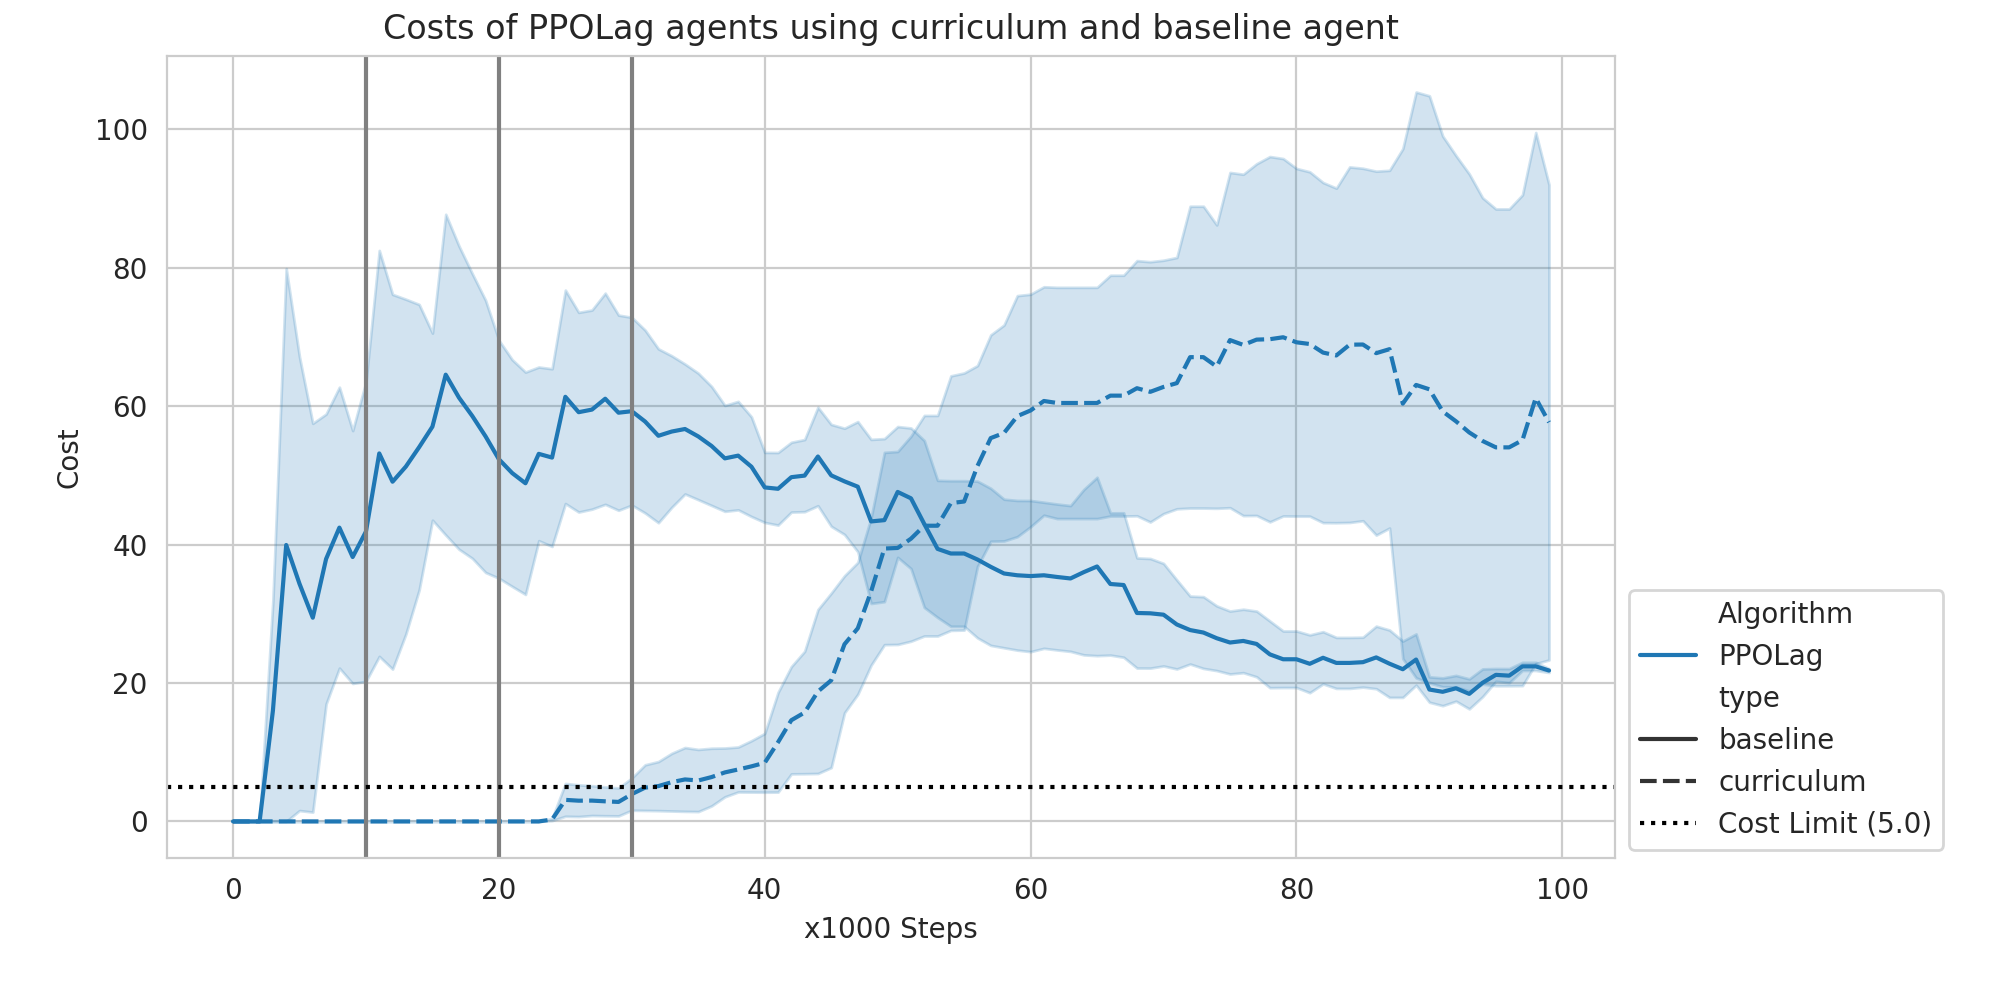 Costs of PPOLag agents using curriculum and baseline agent
100
80
60
40
20
0
Cost
0 20 40 60 80 100
x1000 Steps
Algorithm
PPOLag
type
baseline
curriculum
Cost Limit (5.0)